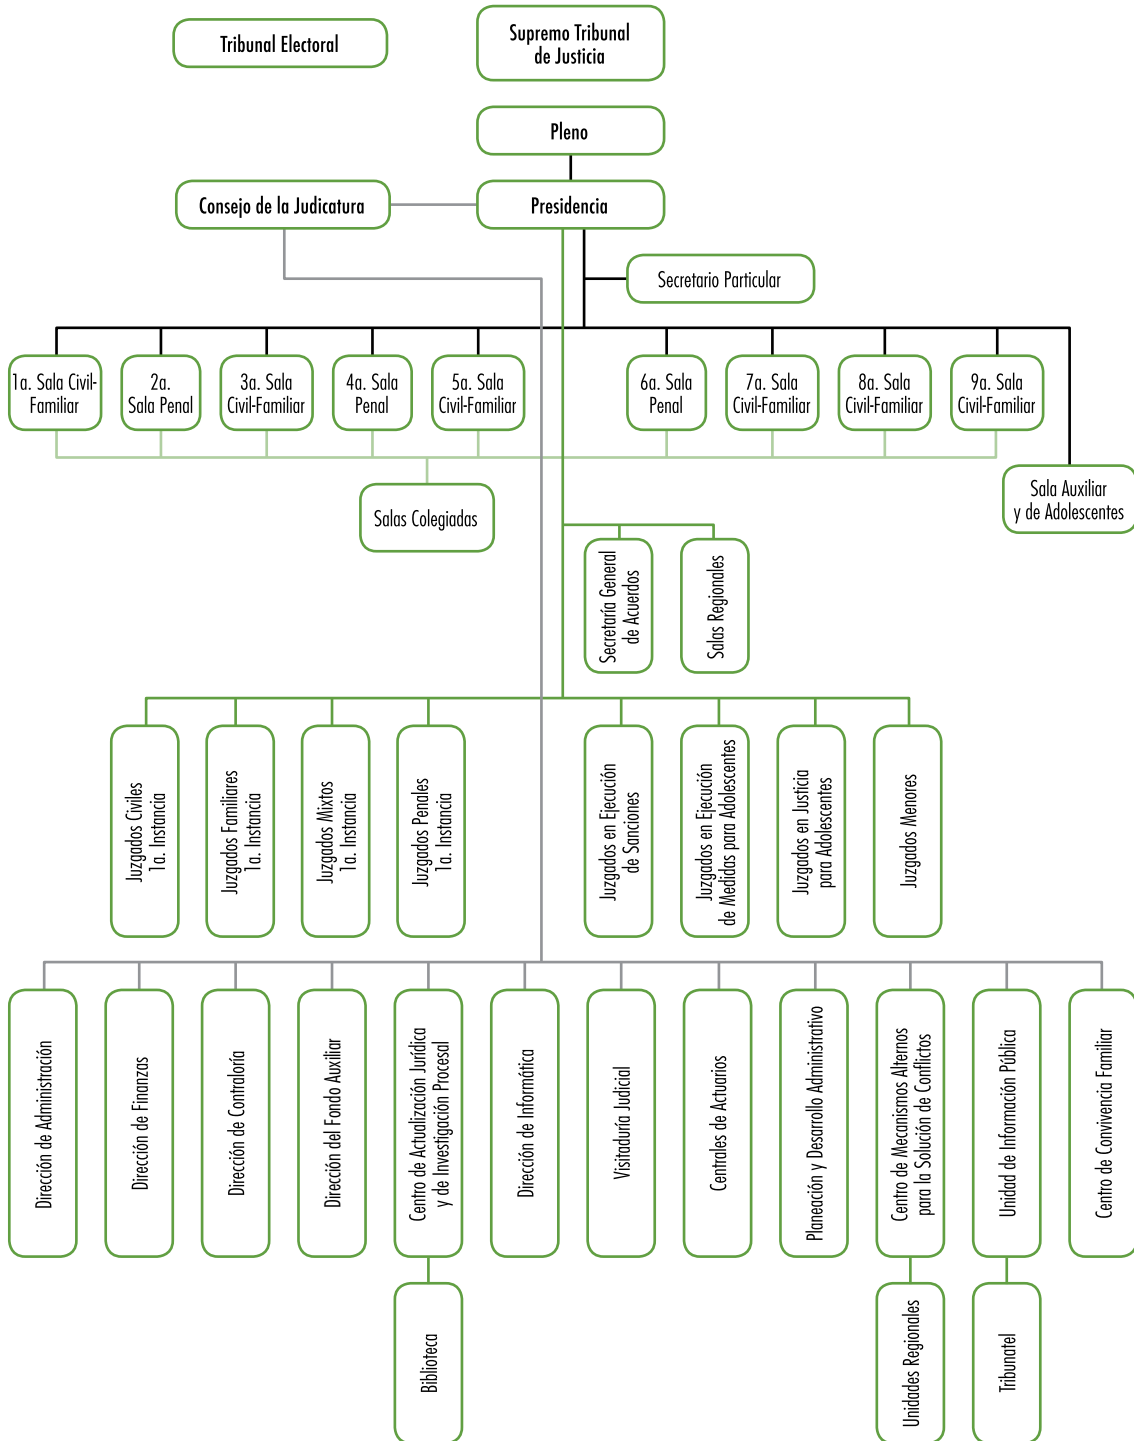 Tribunal Electoral
Supremo Tribunal
de Justicia
Pleno
Consejo de la Judicatura
Presidencia
Secretario Particular
1a. Sala Civil-
Familiar
2a.
Sala Penal
3a. Sala
Civil-Familiar
4a. Sala
Penal
5a. Sala
Civil-Familiar
6a. Sala
Penal
7a. Sala
Civil-Familiar
8a. Sala
Civil-Familiar
9a. Sala
Civil-Familiar
Salas Colegiadas
Sala Auxiliar
y de Adolescentes
Secretaría General
de Acuerdos
Salas Regionales
Juzgados Civiles
1a. Instancia
Juzgados Familiares
1a. Instancia
Juzgados Mixtos
1a. Instancia
Juzgados Penales
1a. Instancia
Juzgados en Ejecución
de Sanciones
Juzgados en Ejecución
de Medidas para Adolescentes
Juzgados en Justicia
para Adolescentes
Juzgados Menores
Dirección de Administración
Dirección de Finanzas
Dirección de Contraloría
Dirección del Fondo Auxiliar
Centro de Actualización Jurídica
y de Investigación Procesal
Dirección de Informática
Visitaduría Judicial
Centrales de Actuarios
Planeación y Desarrollo Administrativo
Centro de Mecanismos Alternos
para la Solución de Conflictos
Unidad de Información Pública
Centro de Convivencia Familiar
Biblioteca
Unidades Regionales
Tribunatel